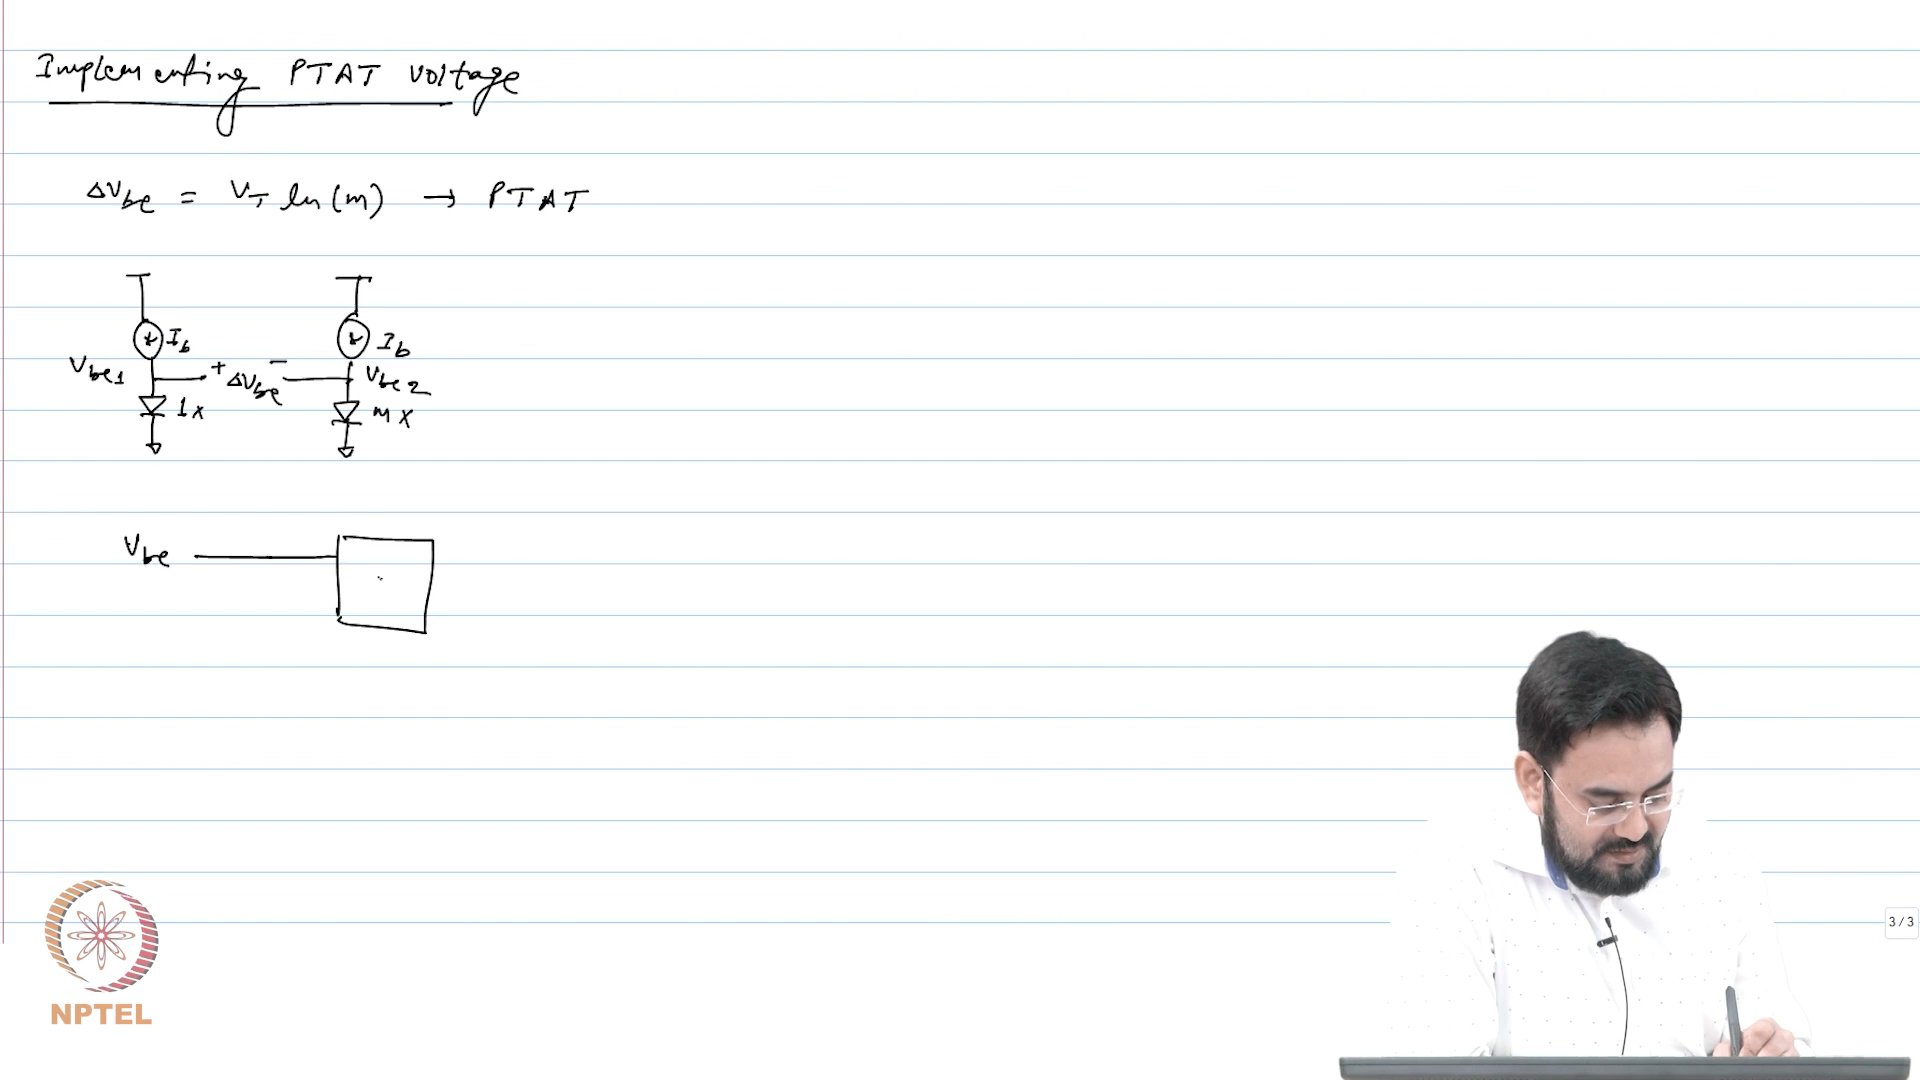 Implementing PTAT voltage
ΔVbe = VT ln(m) → PTAT
Ib Ib
Vbe1 + ΔVbe - Vbe2
1x mx
Vbe
3/3
NPTEL